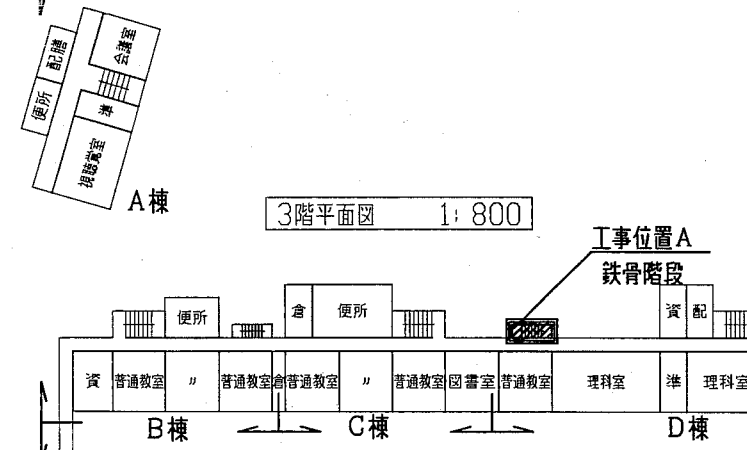 会議室
配膳
便所
準
視聴覚室
A棟
3階平面図 1:800
工事位置A
鉄骨階段
倉 便所
便所
資 配
資 普通教室 〃 普通教室 倉 普通教室 〃 普通教室 図書室 普通教室 理科室 準 理科室
B棟 C棟 D棟